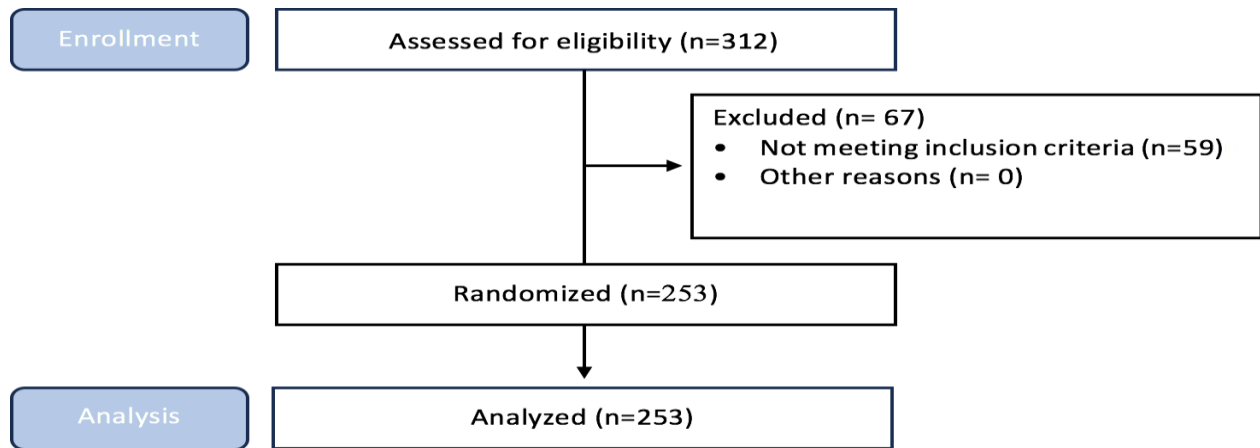 Enrollment
Assessed for eligibility (n=312)
Excluded (n= 67)
• Not meeting inclusion criteria (n=59)
• Other reasons (n= 0)
Randomized (n=253)
Analysis
Analyzed (n=253)